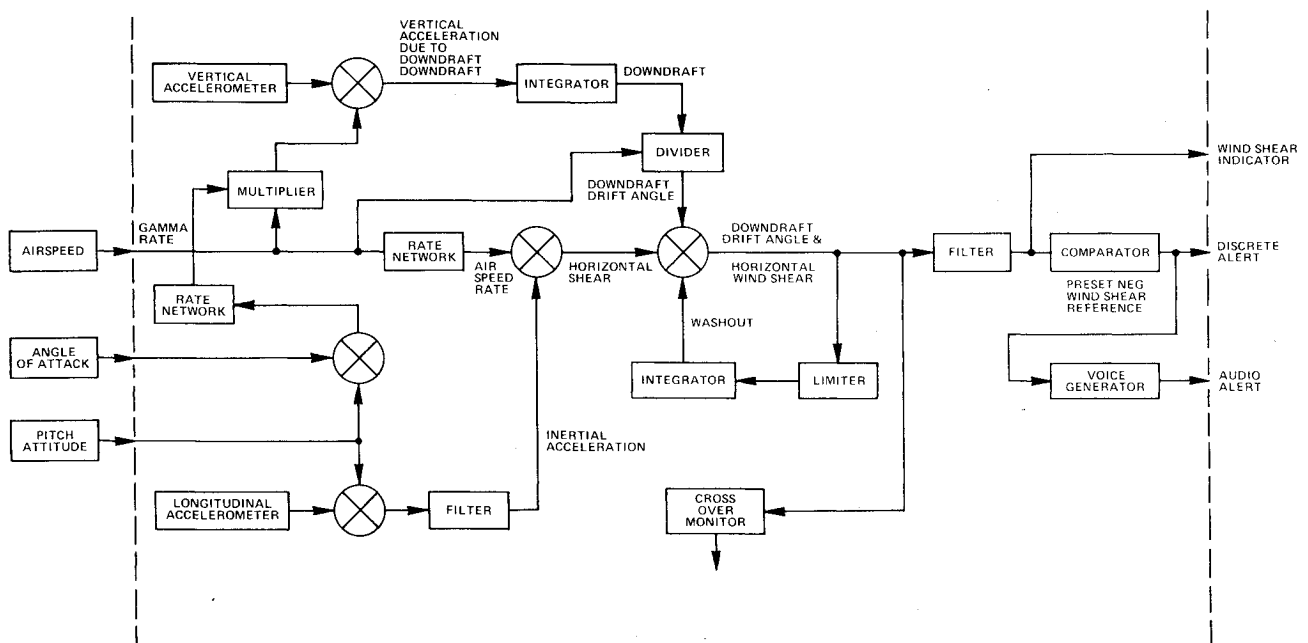 VERTICAL
ACCELERATION
DUE TO
DOWNDRAFT
DOWNDRAFT
VERTICAL
ACCELEROMETER
INTEGRATOR
DOWNDRAFT
DIVIDER
WIND SHEAR
INDICATOR
MULTIPLIER
DOWNDRAFT
DRIFT ANGLE
AIRSPEED
GAMMA
RATE
RATE
NETWORK
AIR
SPEED
RATE
HORIZONTAL
SHEAR
DOWNDRAFT
DRIFT ANGLE &
HORIZONTAL
WIND SHEAR
FILTER
COMPARATOR
DISCRETE
ALERT
PRESET NEG
WIND SHEAR
REFERENCE
RATE
NETWORK
WASHOUT
ANGLE
OF ATTACK
INTEGRATOR
LIMITER
VOICE
GENERATOR
AUDIO
ALERT
PITCH
ATTITUDE
INERTIAL
ACCELERATION
LONGITUDINAL
ACCELEROMETER
FILTER
CROSS
OVER
MONITOR